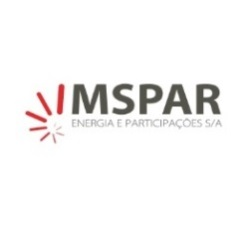 MSPAR
ENERGIA E PARTICIPAÇÕES S/A